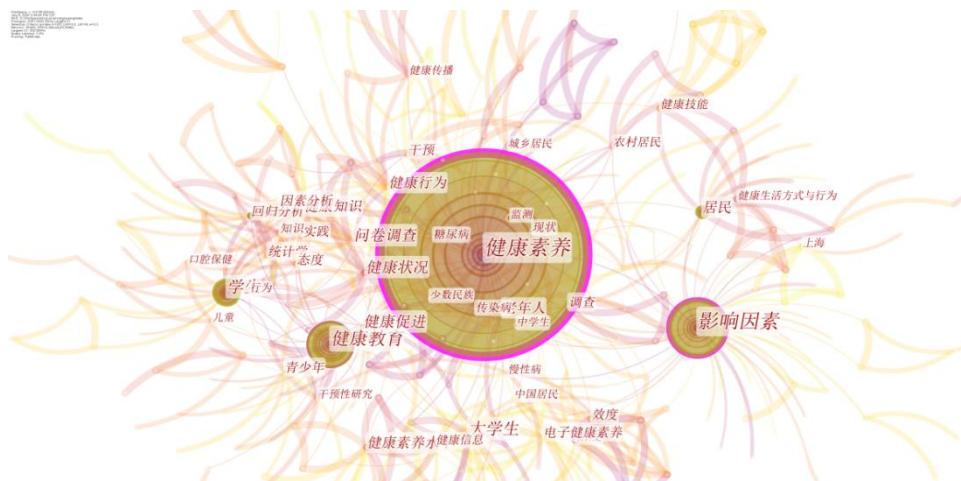 健康传播
健康技能
干预
城乡居民
农村居民
健康行为
健康生活方式与行为
因素分析
知识
回归分析
居民
监测
知识
实践
现状
糖尿病
问卷调查
健康素养
上海
统计学
态度
口腔保健
健康状况
学
行为
少数民族
调查
传染病
年人
中学生
儿童
健康促进
影响因素
健康教育
青少年
慢性病
干预性研究
中国居民
效度
大学生
电子健康素养
健康素养
健康信息